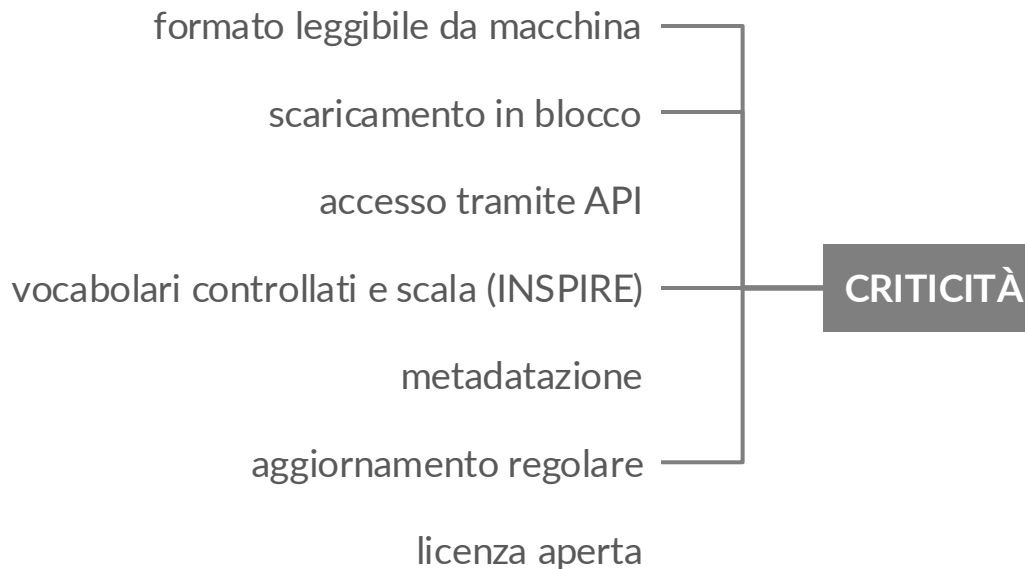 formato leggibile da macchina
scaricamento in blocco
accesso tramite API
vocabolari controllati e scala (INSPIRE)
CRITICITÀ
metadatazione
aggiornamento regolare
licenza aperta